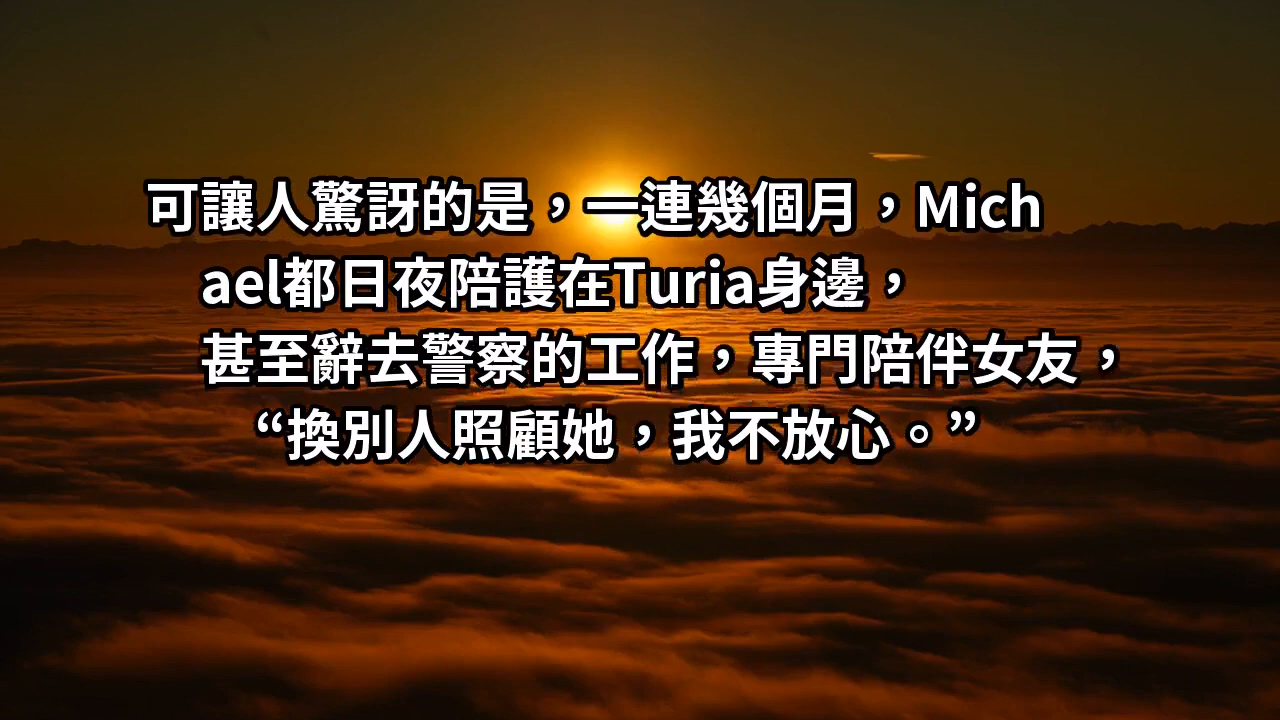 可讓人驚訝的是，一連幾個月，Mich
ael都日夜陪護在Turia身邊，
甚至辭去警察的工作，專門陪伴女友，
“換別人照顧她，我不放心。”